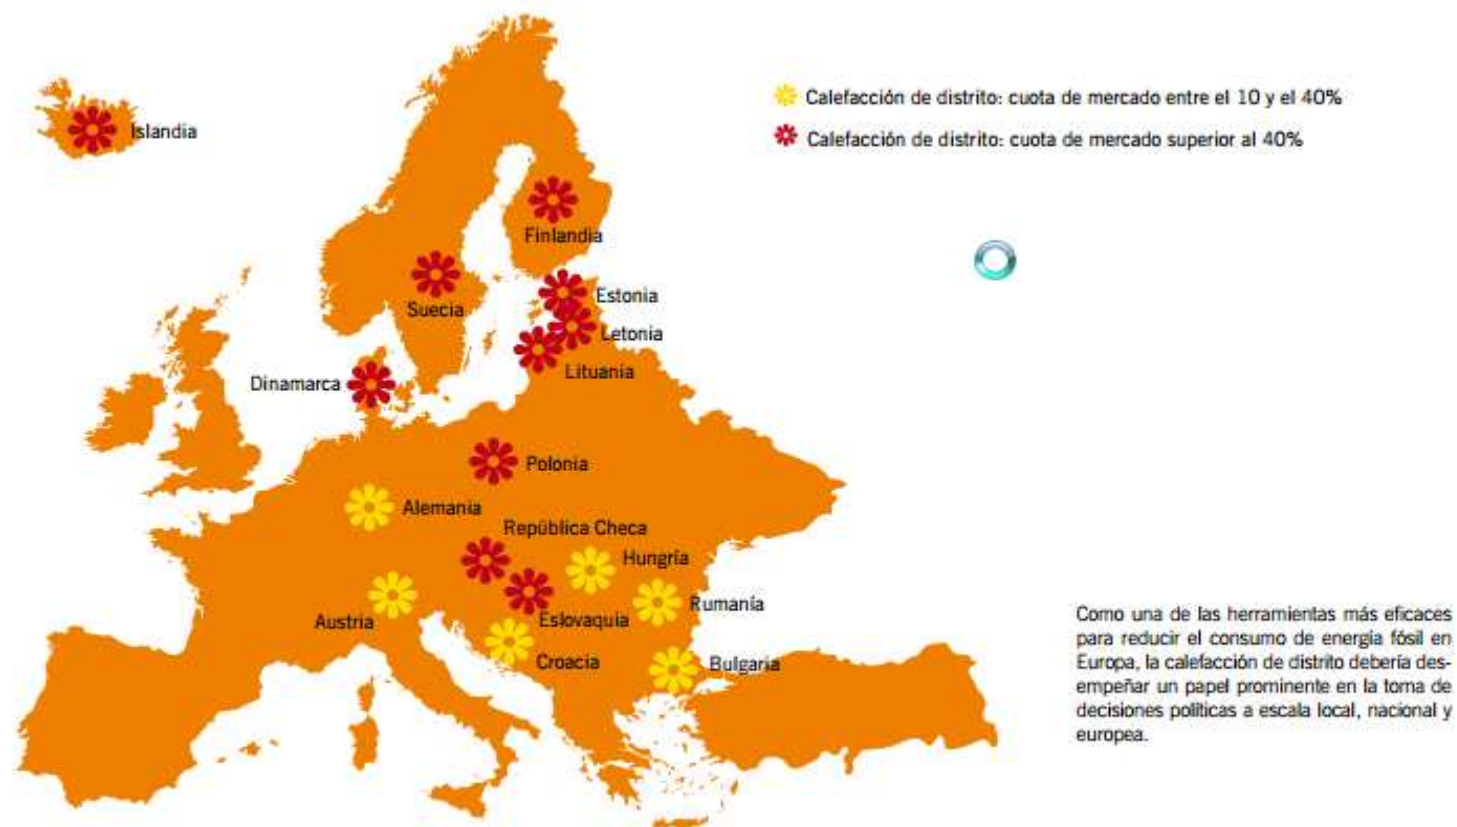 Calefacción de distrito: cuota de mercado entre el 10 y el 40%
Calefacción de distrito: cuota de mercado superior al 40%
Islandia
Finlandia
Suecia
Estonia
Letonia
Lituania
Dinamarca
Polonia
Alemania
República Checa
Hungría
Rumanía
Austria
Eslovaquia
Croacia
Bulgaria
Como una de las herramientas más eficaces
para reducir el consumo de energía fósil en
Europa, la calefacción de distrito debería des-
empeñar un papel prominente en la toma de
decisiones políticas a escala local, nacional y
europea.